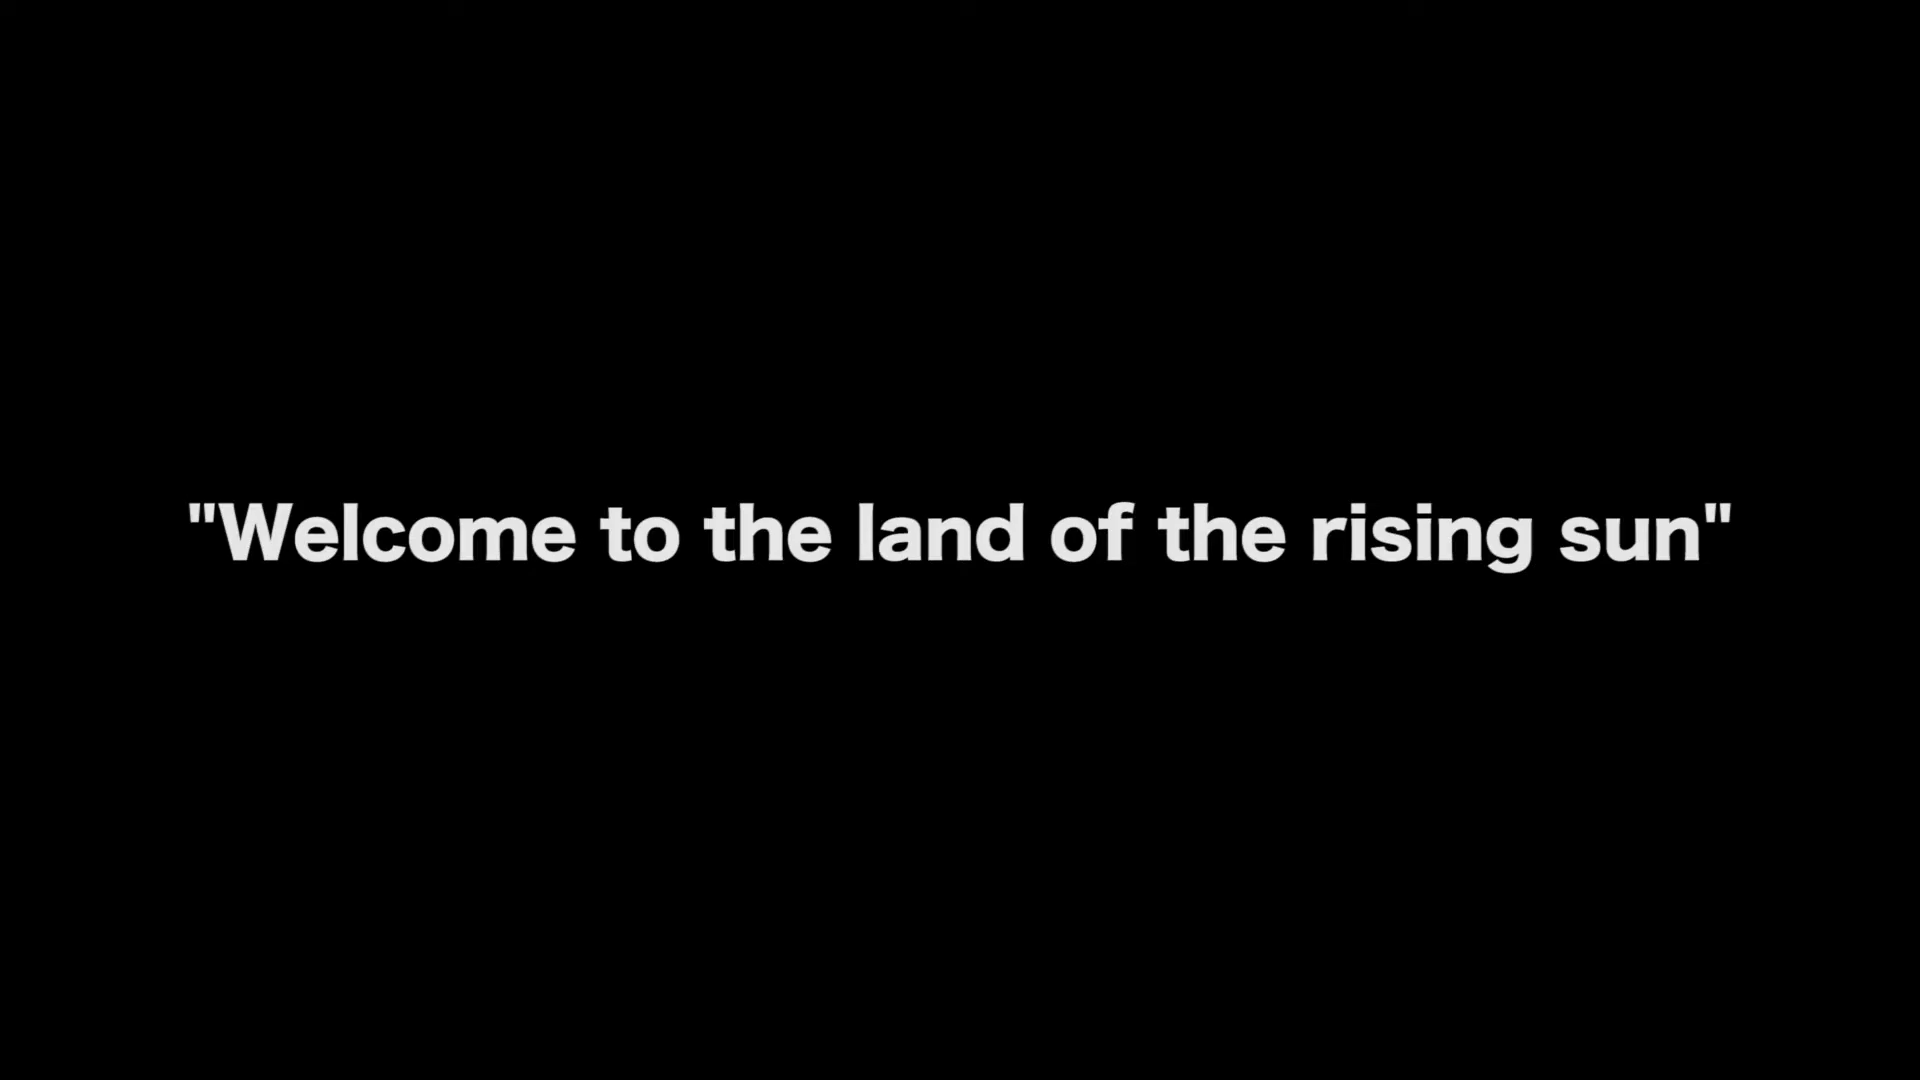 "Welcome to the land of the rising sun"